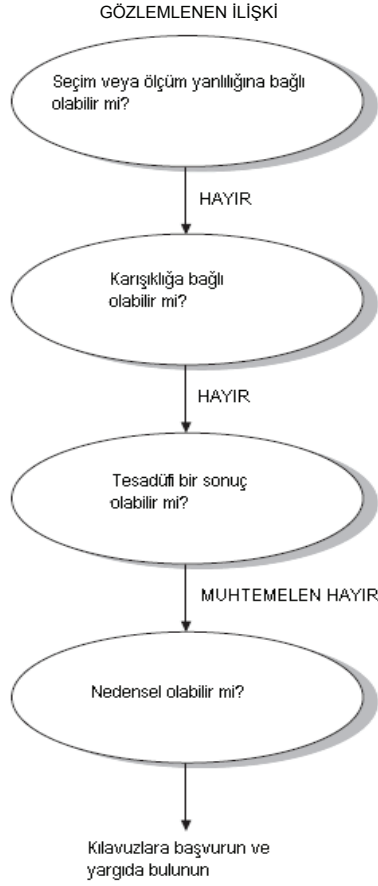 GÖZLEMLENEN İLİŞKİ
Seçim veya ölçüm yanlılığına bağlı
olabilir mi?
HAYIR
Karışıklığa bağlı
olabilir mi?
HAYIR
Tesadüfi bir sonuç
olabilir mi?
MUHTEMELEN HAYIR
Nedensel olabilir mi?
Kılavuzlara başvurun ve
yargıda bulunun